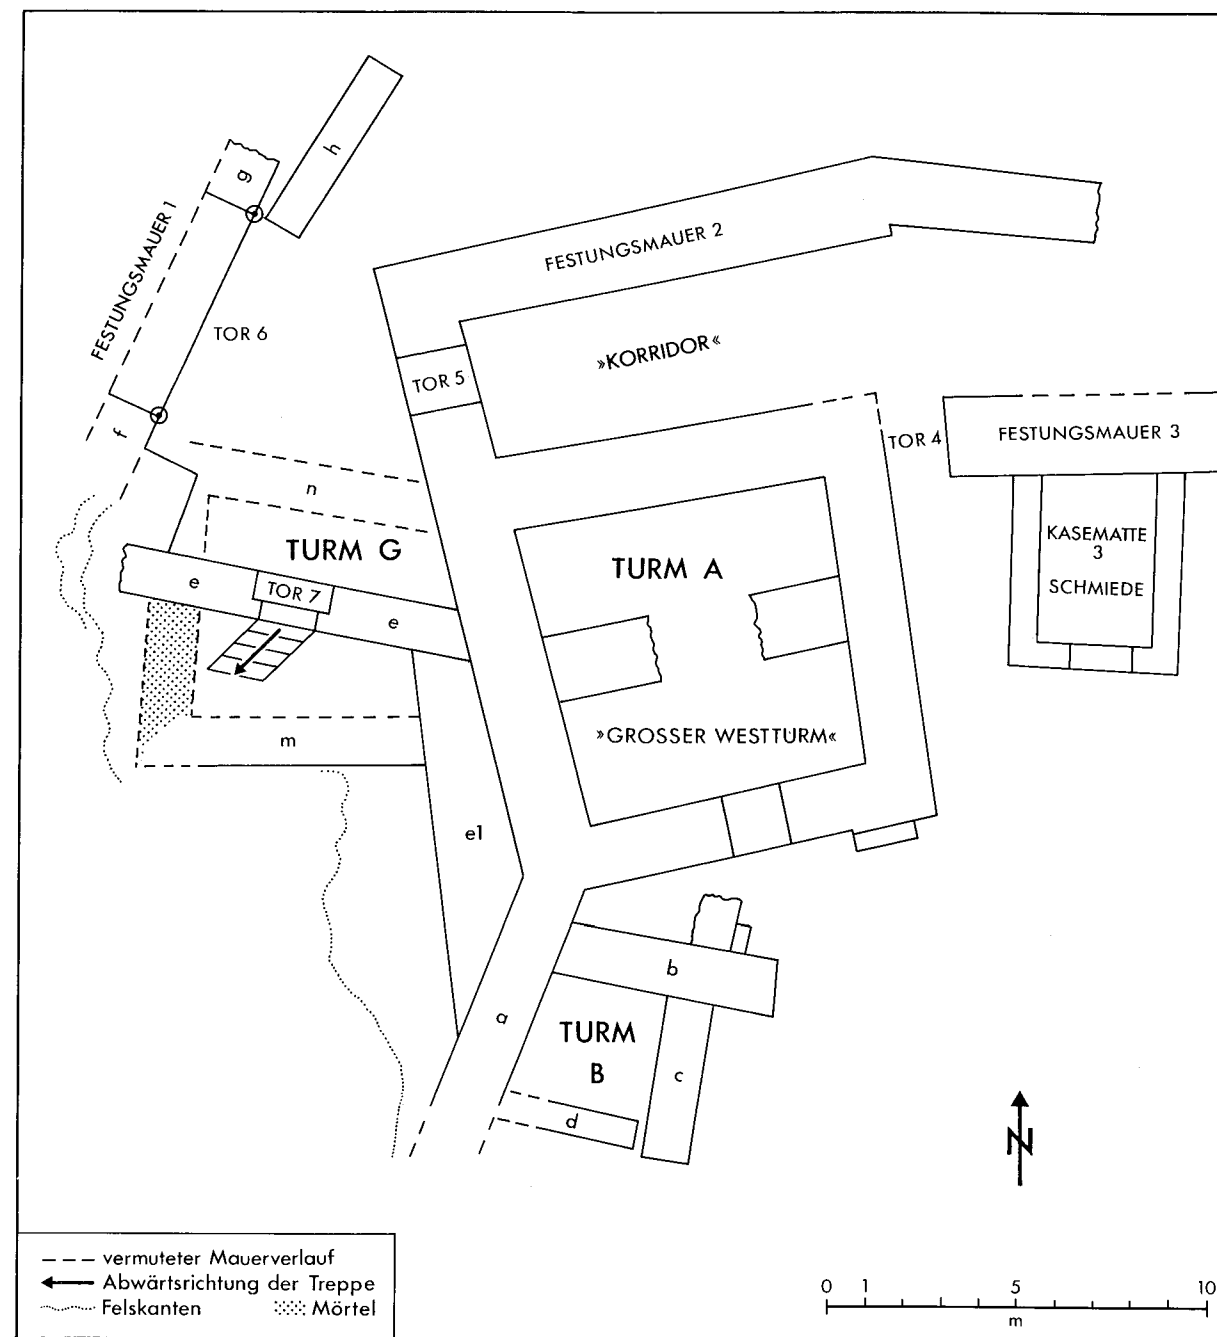 h
g
FESTUNGSMAUER 1
FESTUNGSMAUER 2
TOR 6
»KORRIDOR«
TOR 5
f
TOR 4
FESTUNGSMAUER 3
n
KASEMATTE
3
SCHMIEDE
TURM G
TURM A
e
TOR 7
e
»GROSSER WESTTURM«
m
e1
b
a
TURM
B
c
d
N
vermuteter Mauerverlauf
Abwärtsrichtung der Treppe
Felskanten
Mörtel
0 1 5 10
m